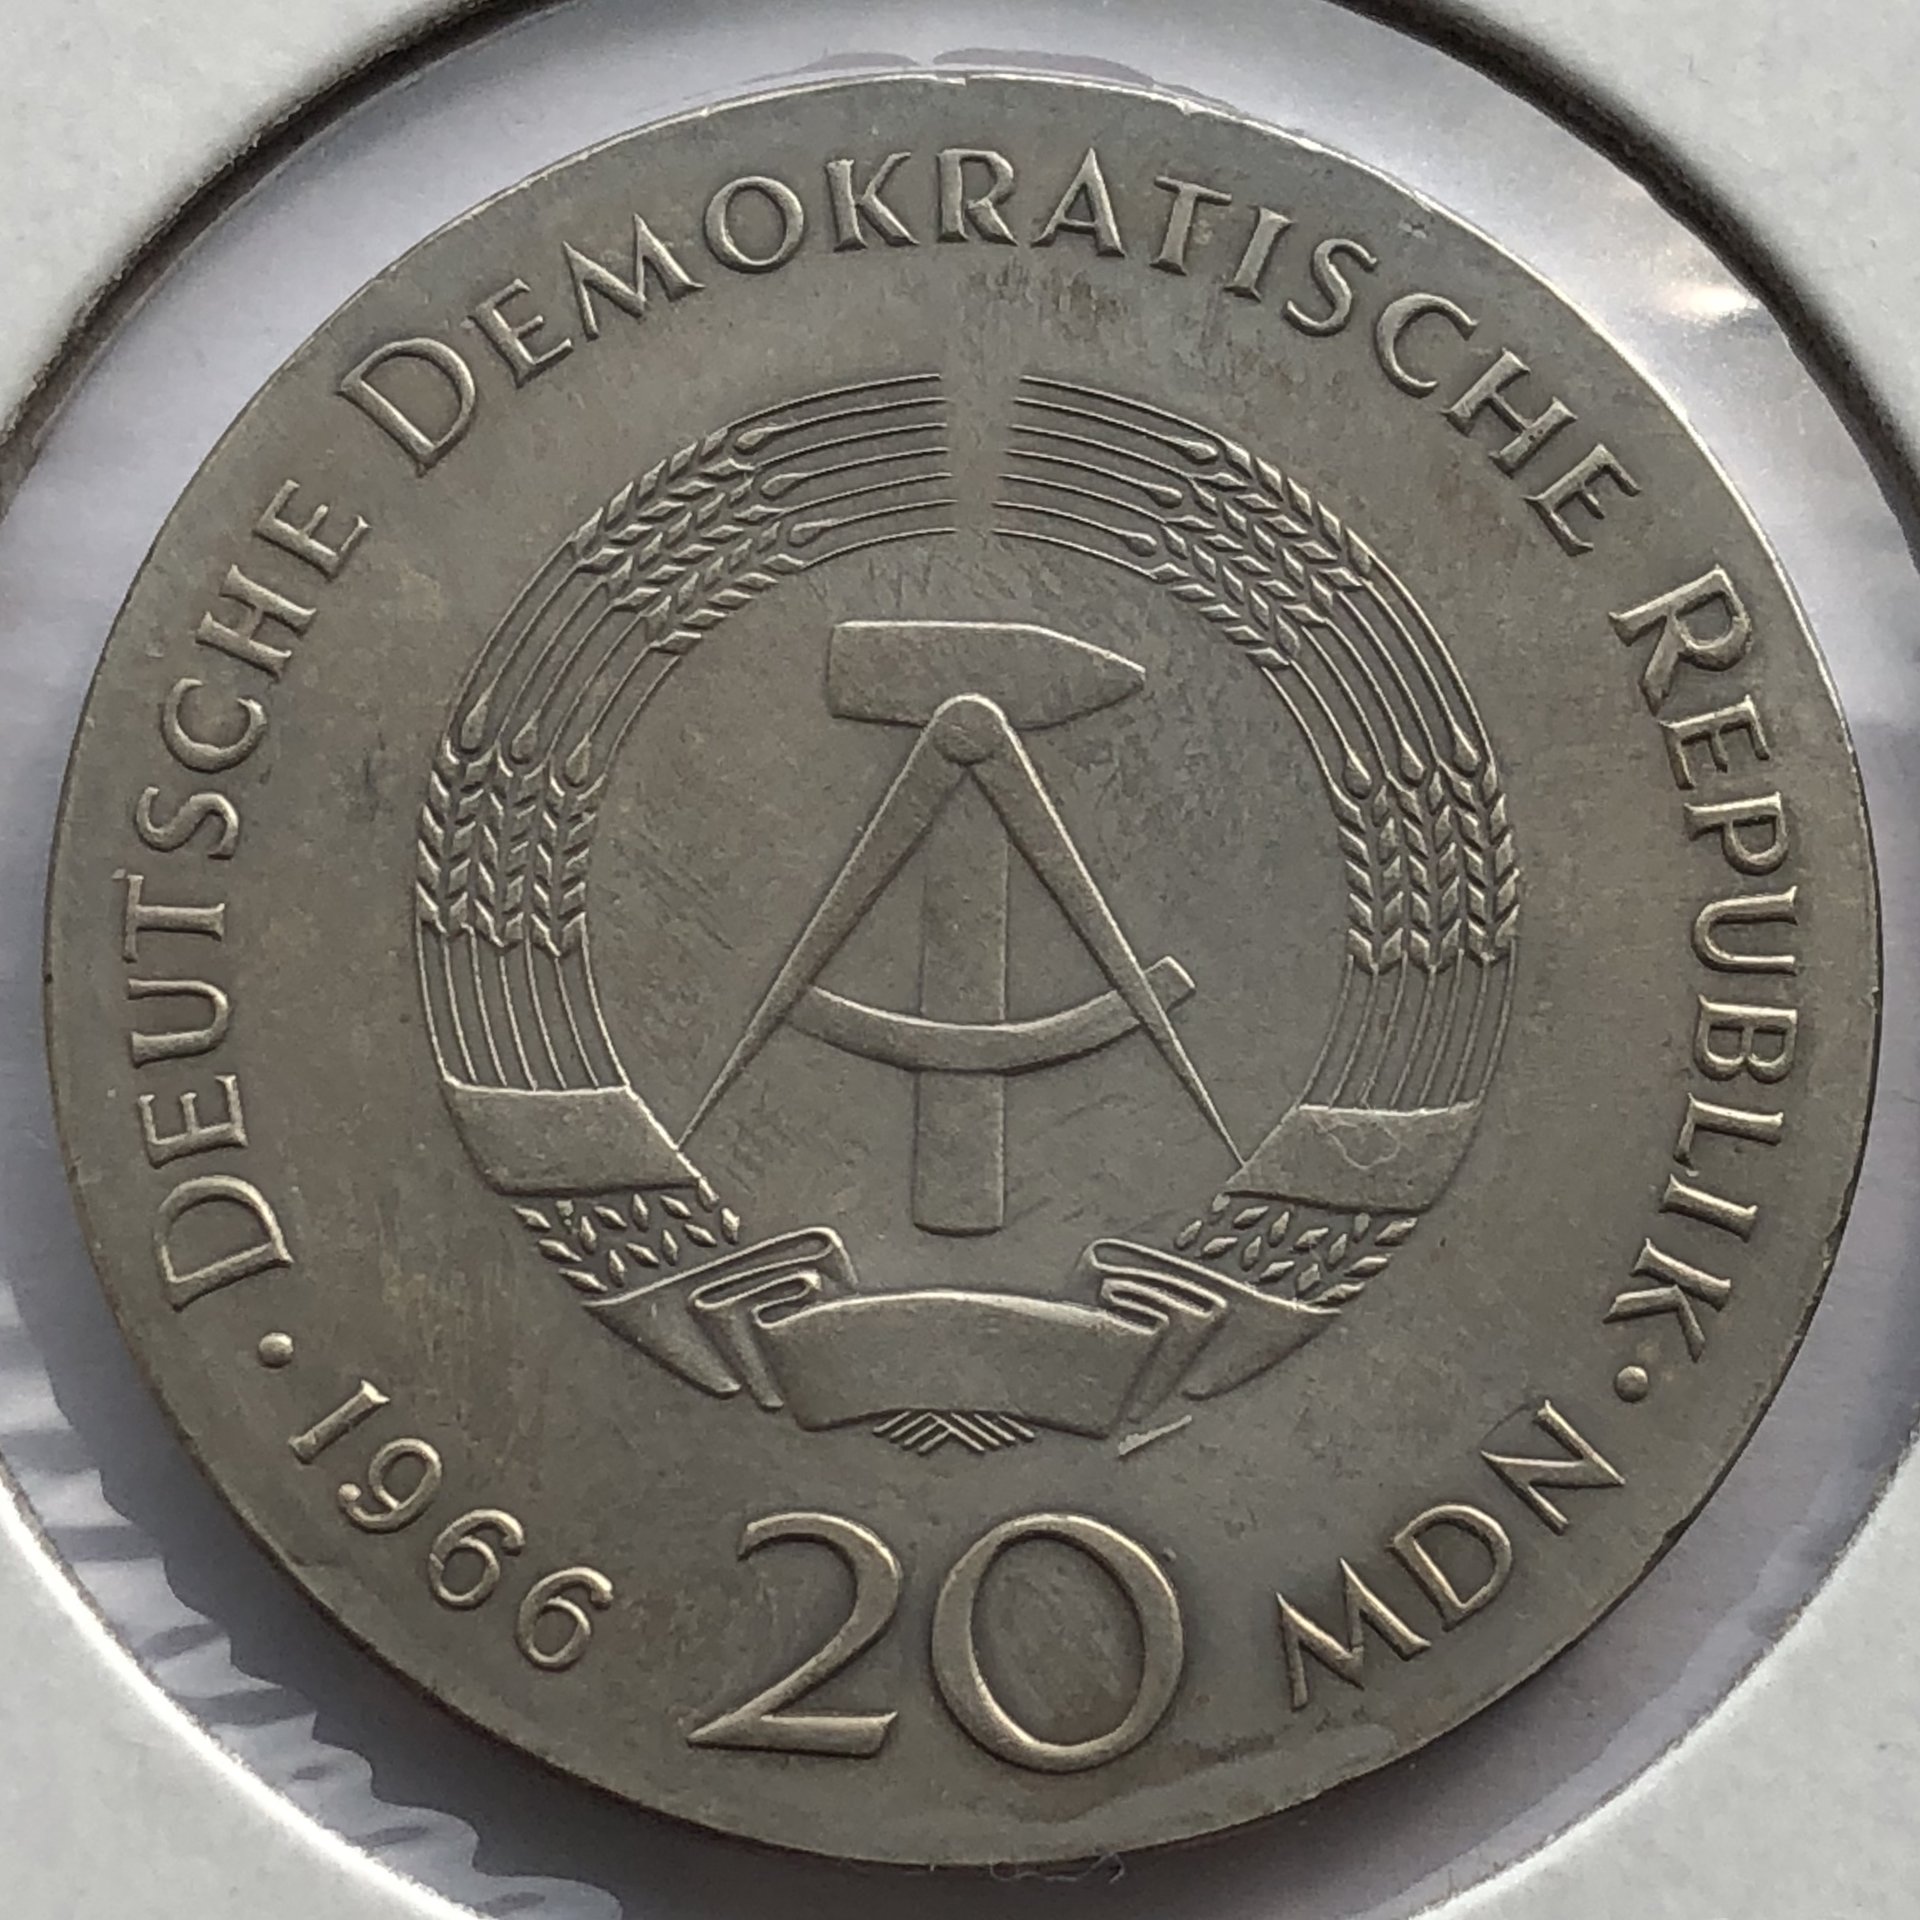 DEUTSCHE DEMOKRATISCHE REPUBLIK
· 1966
20
MDN ·